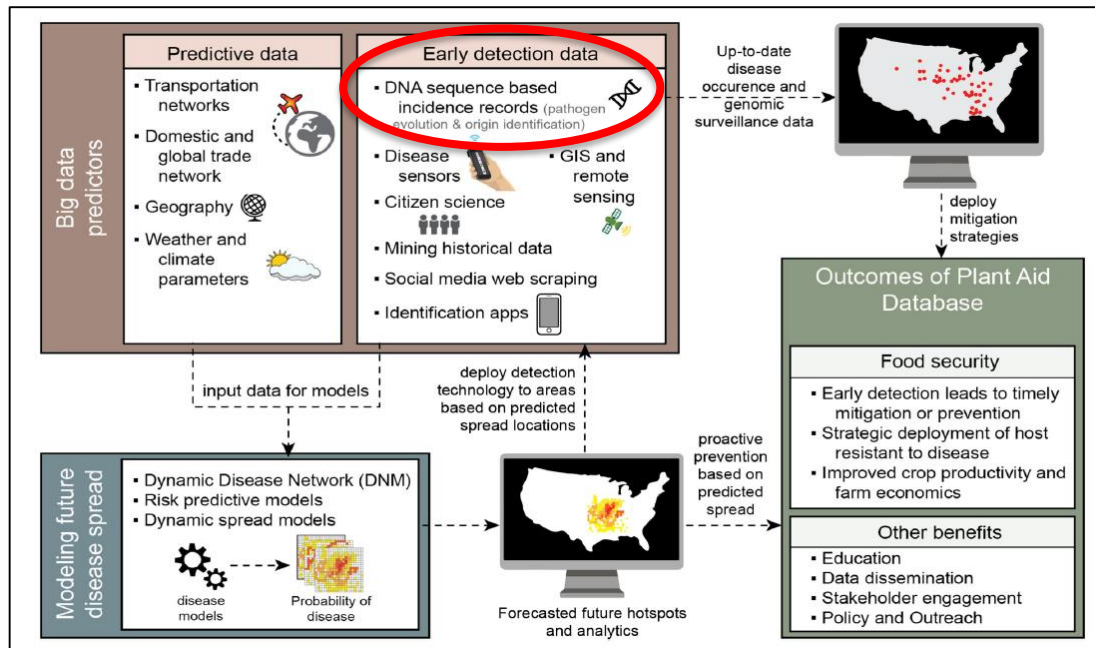 Big data
predictors
Predictive data
▪ Transportation
networks
▪ Domestic and
global trade
network
▪ Geography
▪ Weather and
climate
parameters
Early detection data
▪ DNA sequence based
incidence records (pathogen
evolution & origin identification)
▪ Disease
sensors
▪ GIS and
remote
sensing
▪ Citizen science
▪ Mining historical data
▪ Social media web scraping
▪ Identification apps
Up-to-date
disease
occurence and
genomic
surveillance data
deploy
mitigation
strategies
input data for models
deploy detection
technology to areas
based on predicted
spread locations
Modeling future
disease spread
▪ Dynamic Disease Network (DNM)
▪ Risk predictive models
▪ Dynamic spread models
disease
models
Probability of
disease
Forecasted future hotspots
and analytics
proactive
prevention
based on
predicted
spread
Outcomes of Plant Aid
Database
Food security
▪ Early detection leads to timely
mitigation or prevention
▪ Strategic deployment of host
resistant to disease
▪ Improved crop productivity and
farm economics
Other benefits
▪ Education
▪ Data dissemination
▪ Stakeholder engagement
▪ Policy and Outreach